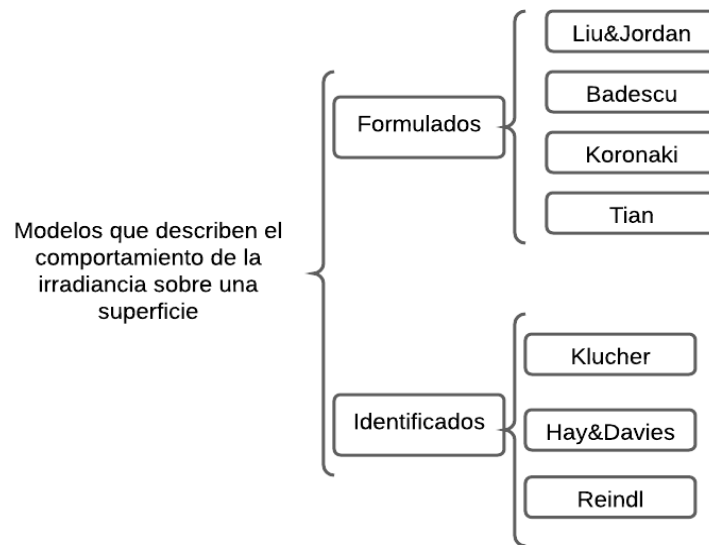 Modelos que describen el
comportamiento de la
irradiancia sobre una
superficie
Formulados
Liu&Jordan
Badescu
Koronaki
Tian
Identificados
Klucher
Hay&Davies
Reindl